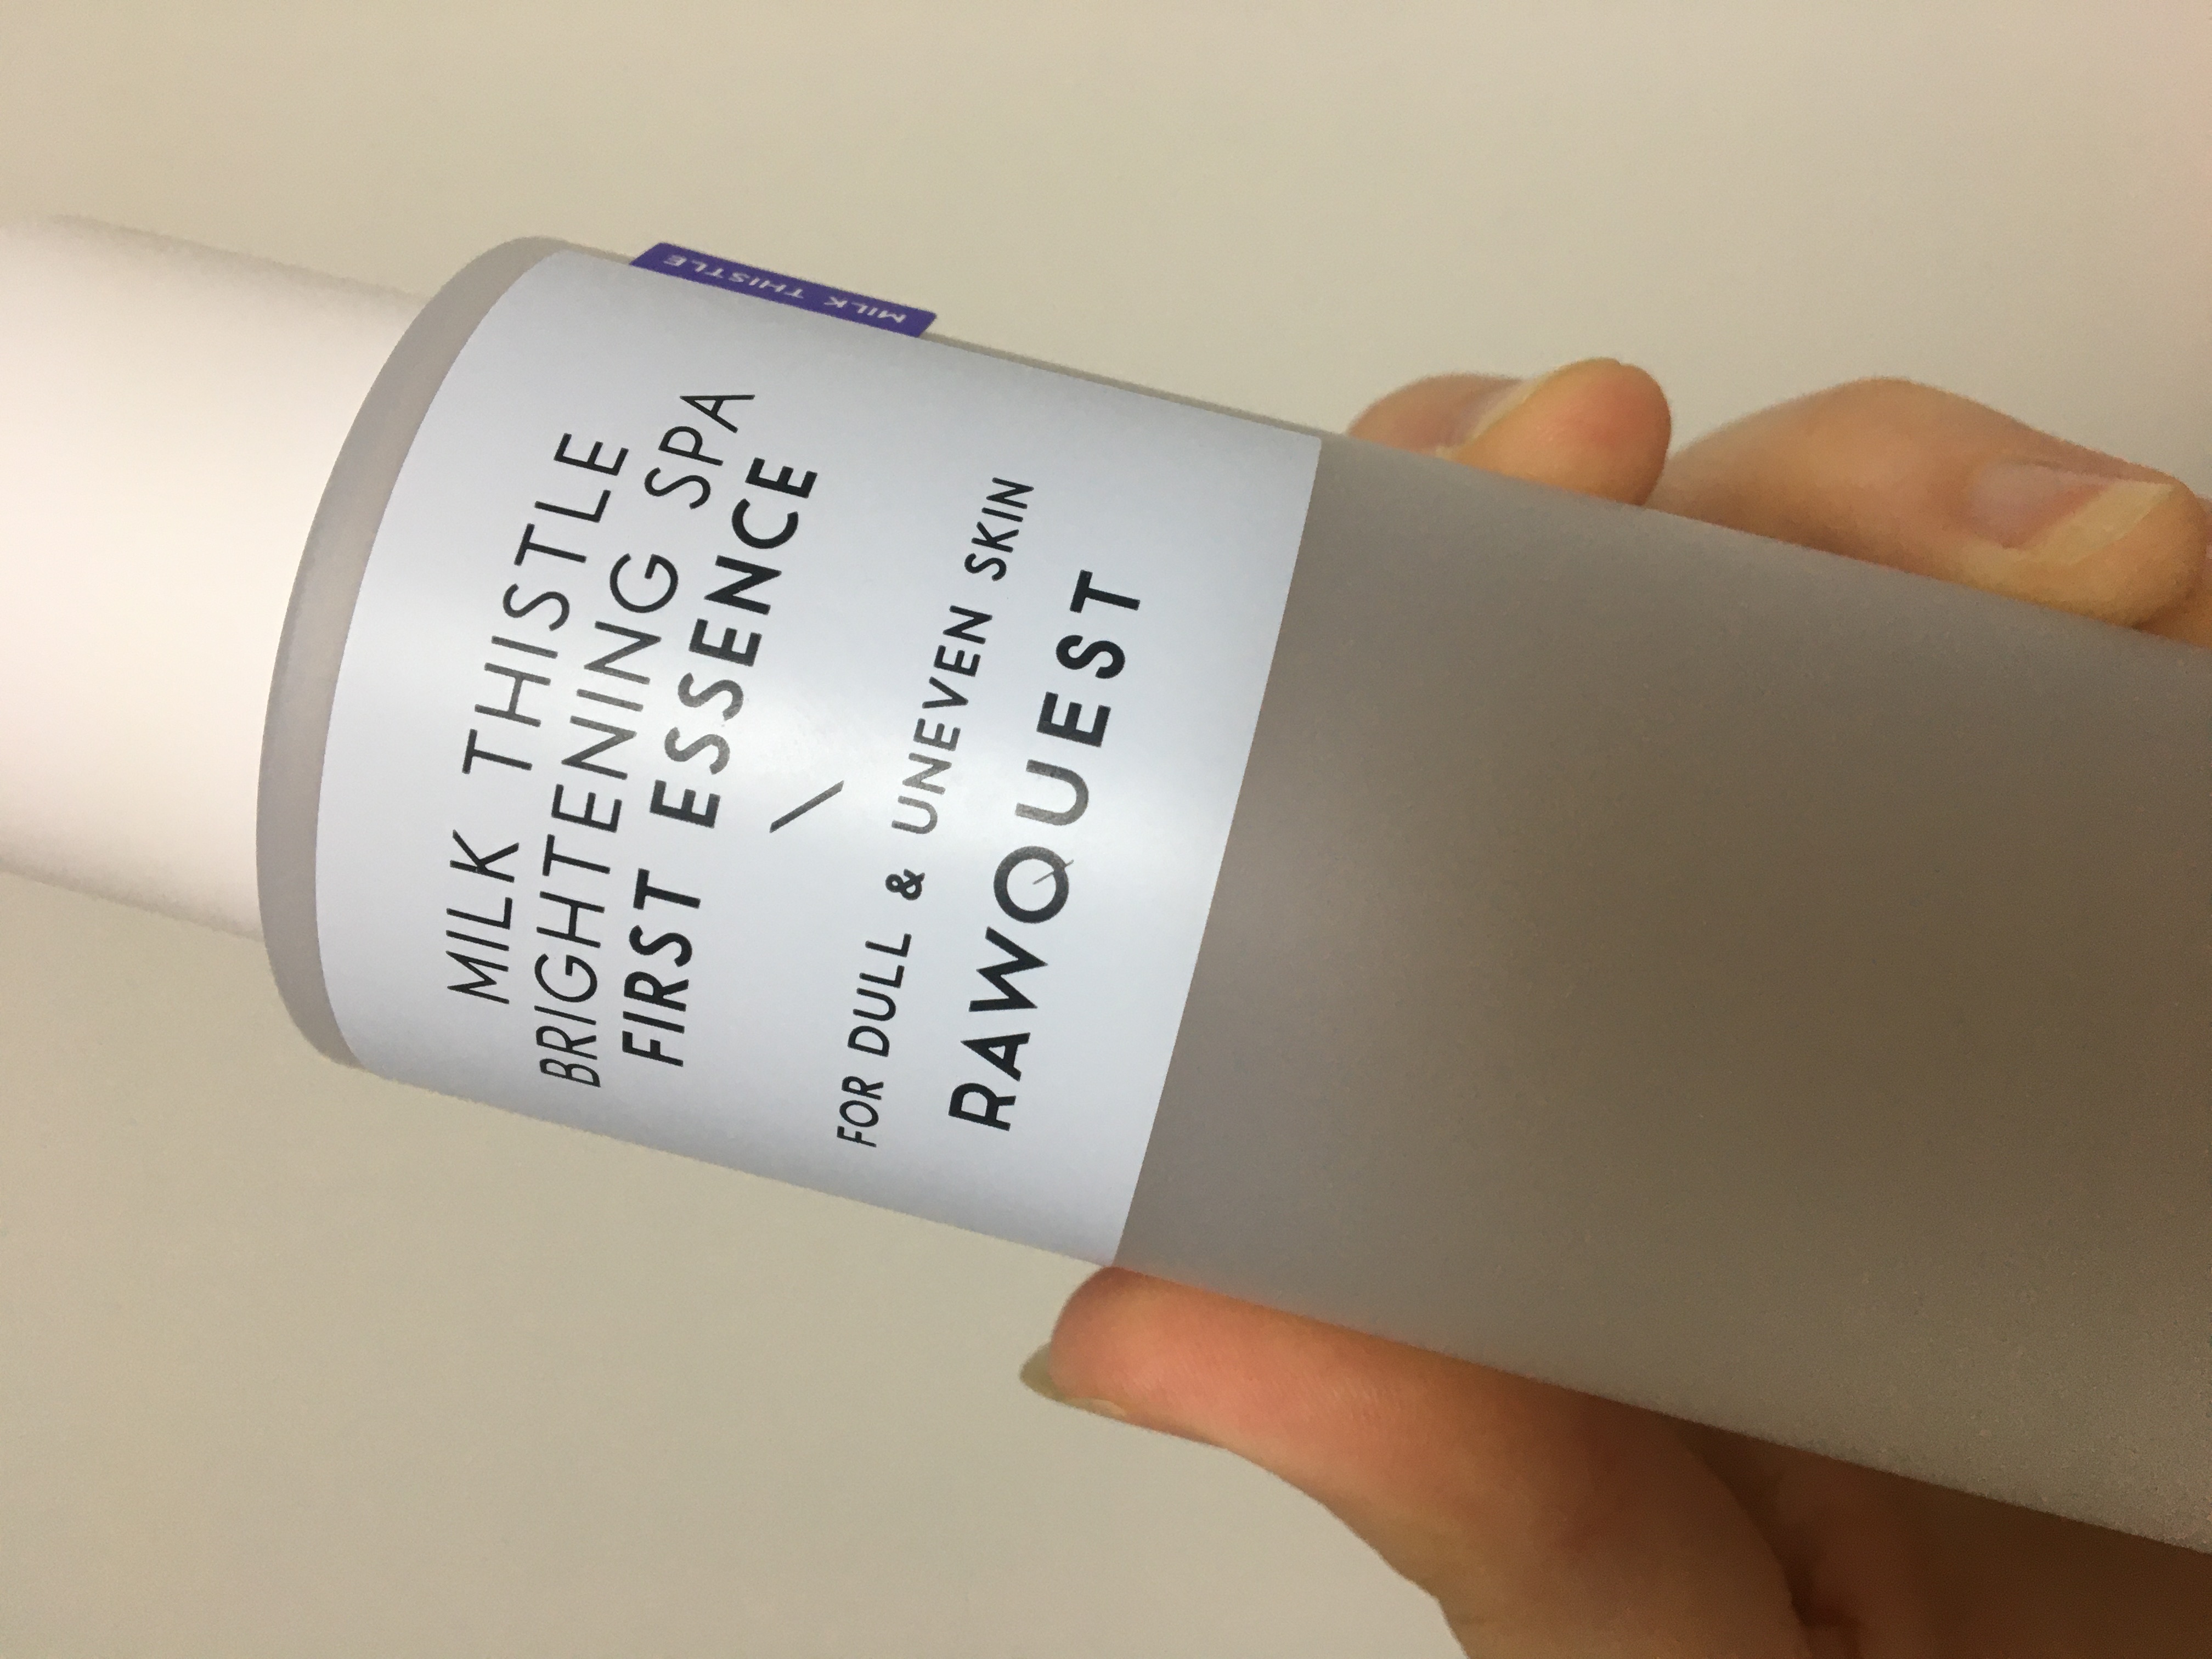 MILK THISTLE
MILK THISTLE
BRIGHTENING SPA
FIRST ESSENCE
\
FOR DULL & UNEVEN SKIN
RAWQUEST